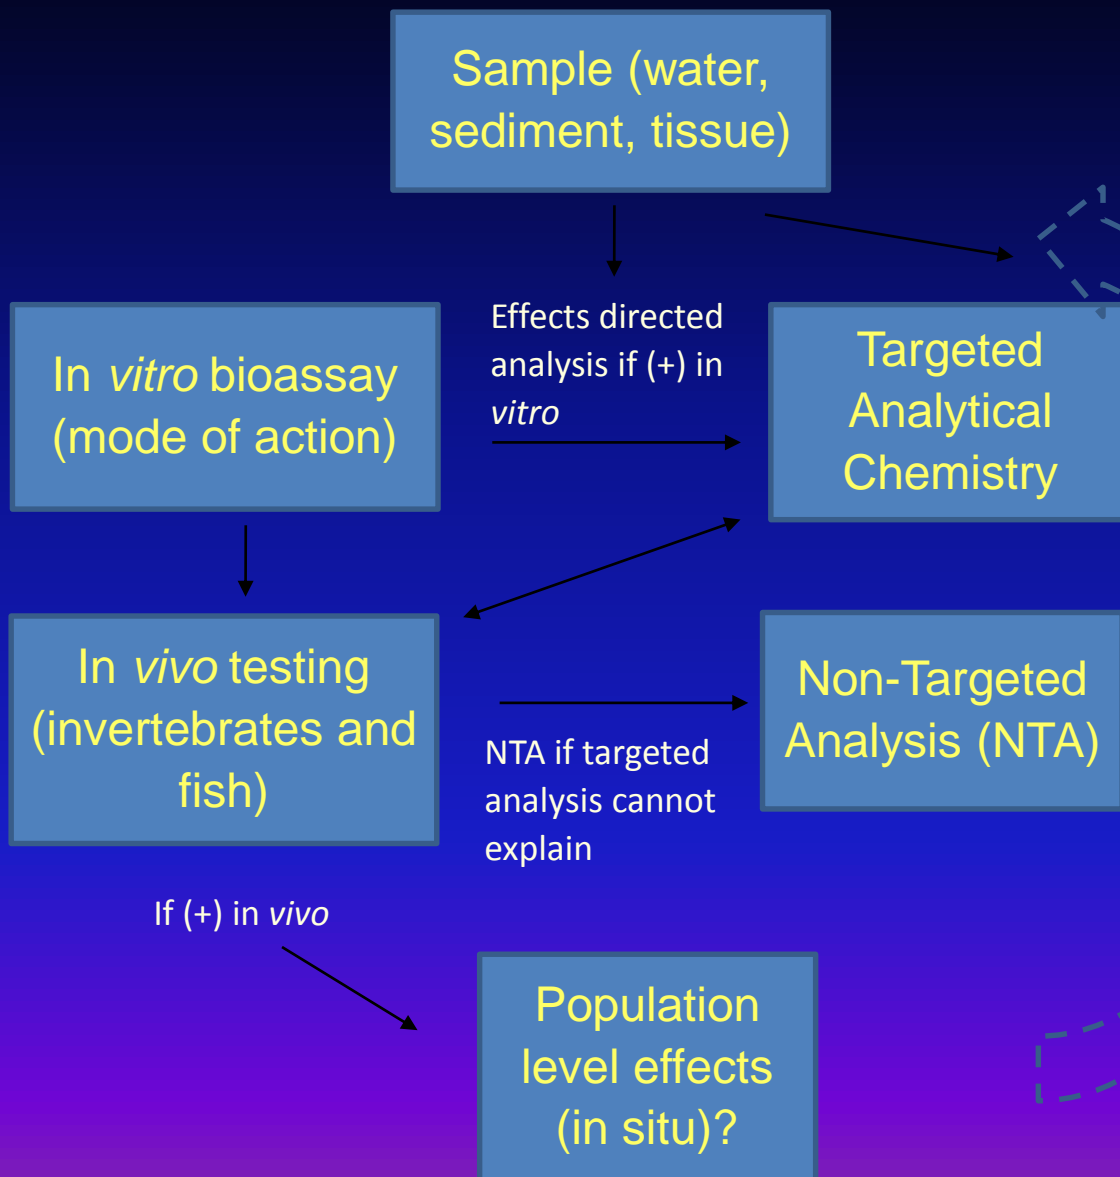 Sample (water,
sediment, tissue)
In vitro bioassay
(mode of action)
Effects directed
analysis if (+) in
vitro
Targeted
Analytical
Chemistry
In vivo testing
(invertebrates and
fish)
NTA if targeted
analysis cannot
explain
Non-Targeted
Analysis (NTA)
If (+) in vivo
Population
level effects
(in situ)?